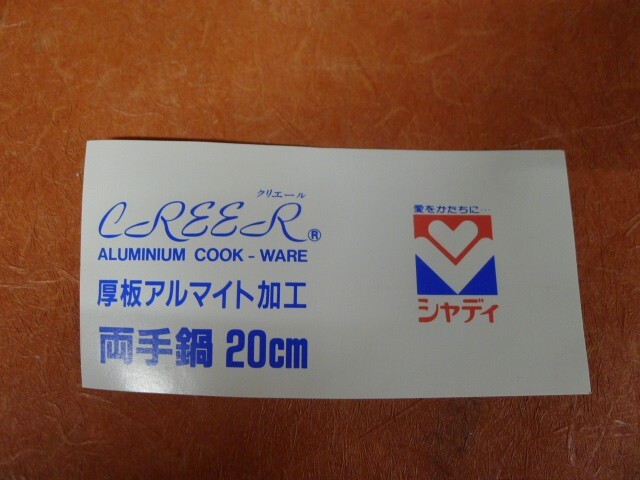 クリエール
CREER®
ALUMINIUM COOK - WARE
厚板アルマイト加工
両手鍋 20cm
愛をかたちに…
シャディ